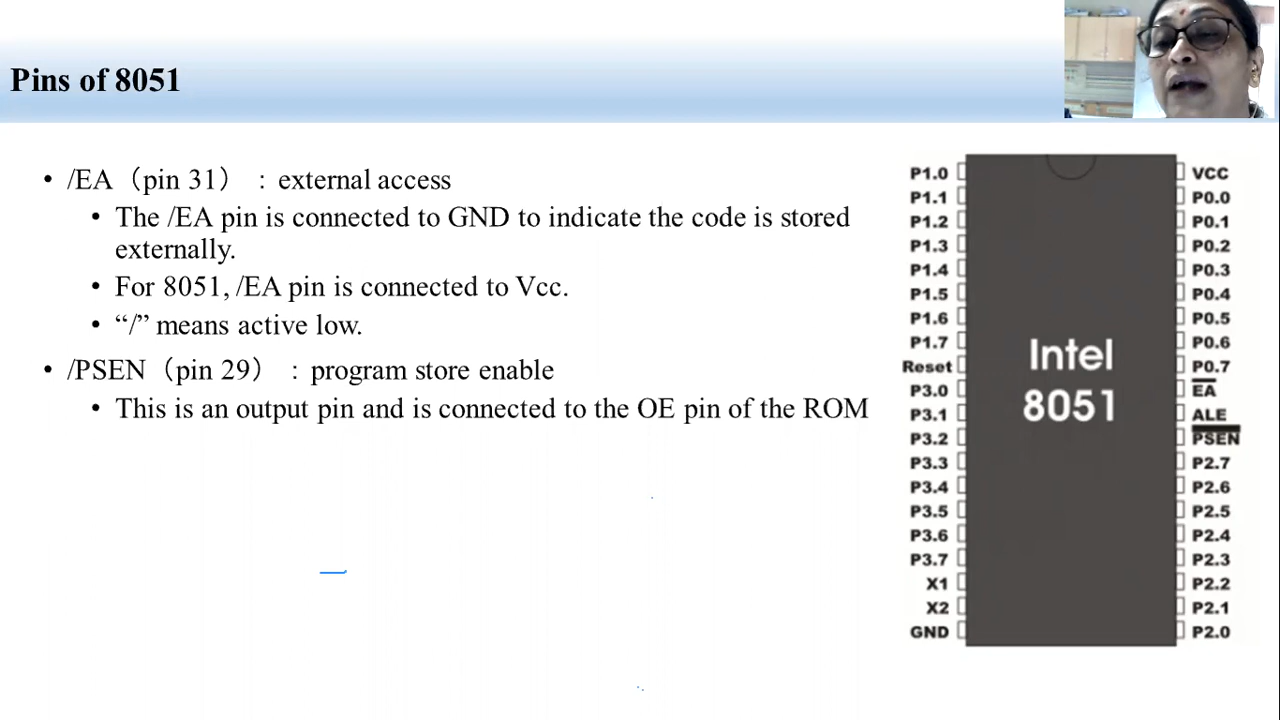 Pins of 8051
• /EA（pin 31）：external access
• The /EA pin is connected to GND to indicate the code is stored
externally.
• For 8051, /EA pin is connected to Vcc.
• “/” means active low.
• /PSEN（pin 29）：program store enable
• This is an output pin and is connected to the OE pin of the ROM
P1.0
P1.1
P1.2
P1.3
P1.4
P1.5
P1.6
P1.7
Reset
P3.0
P3.1
P3.2
P3.3
P3.4
P3.5
P3.6
P3.7
X1
X2
GND
Intel
8051
VCC
P0.0
P0.1
P0.2
P0.3
P0.4
P0.5
P0.6
P0.7
EA
ALE
PSEN
P2.7
P2.6
P2.5
P2.4
P2.3
P2.2
P2.1
P2.0